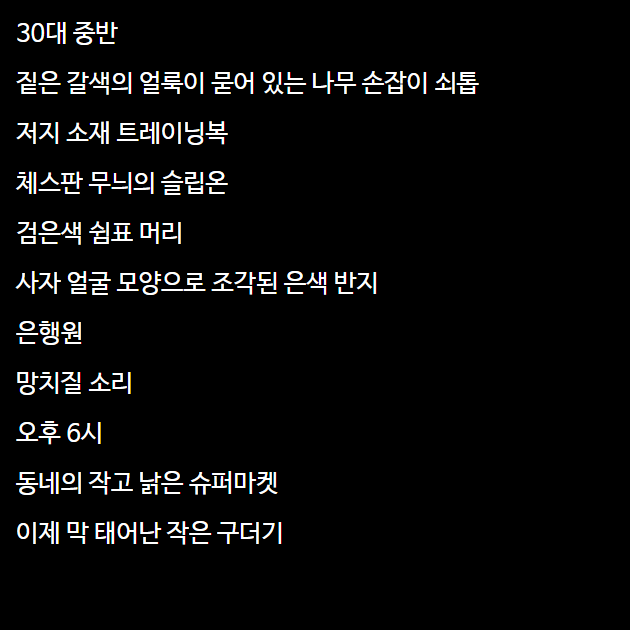 30대 중반
짙은 갈색의 얼룩이 묻어 있는 나무 손잡이 쇠톱
저지 소재 트레이닝복
체스판 무늬의 슬립온
검은색 쉼표 머리
사자 얼굴 모양으로 조각된 은색 반지
은행원
망치질 소리
오후 6시
동네의 작고 낡은 슈퍼마켓
이제 막 태어난 작은 구더기